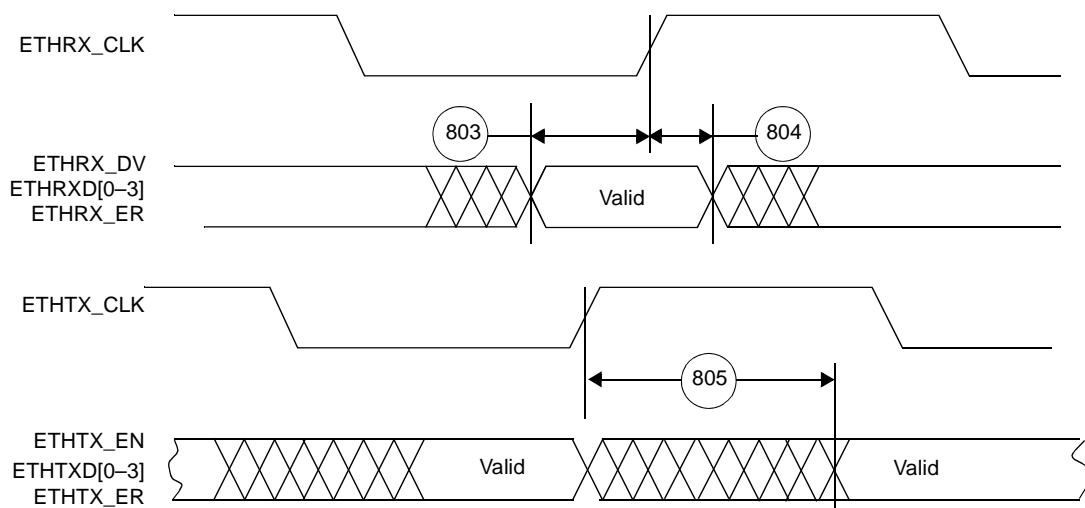 ETHRX_CLK
803
804
ETHRX_DV
ETHRXD[0–3]
ETHRX_ER
Valid
ETHTX_CLK
805
ETHTX_EN
ETHTXD[0–3]
ETHTX_ER
Valid
Valid